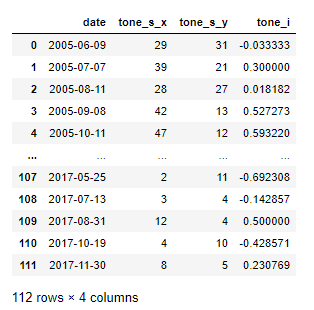 date tone_s_x tone_s_y tone_i
0 2005-06-09 29 31 -0.033333
1 2005-07-07 39 21 0.300000
2 2005-08-11 28 27 0.018182
3 2005-09-08 42 13 0.527273
4 2005-10-11 47 12 0.593220
... ... ... ... ...
107 2017-05-25 2 11 -0.692308
108 2017-07-13 3 4 -0.142857
109 2017-08-31 12 4 0.500000
110 2017-10-19 4 10 -0.428571
111 2017-11-30 8 5 0.230769
112 rows × 4 columns